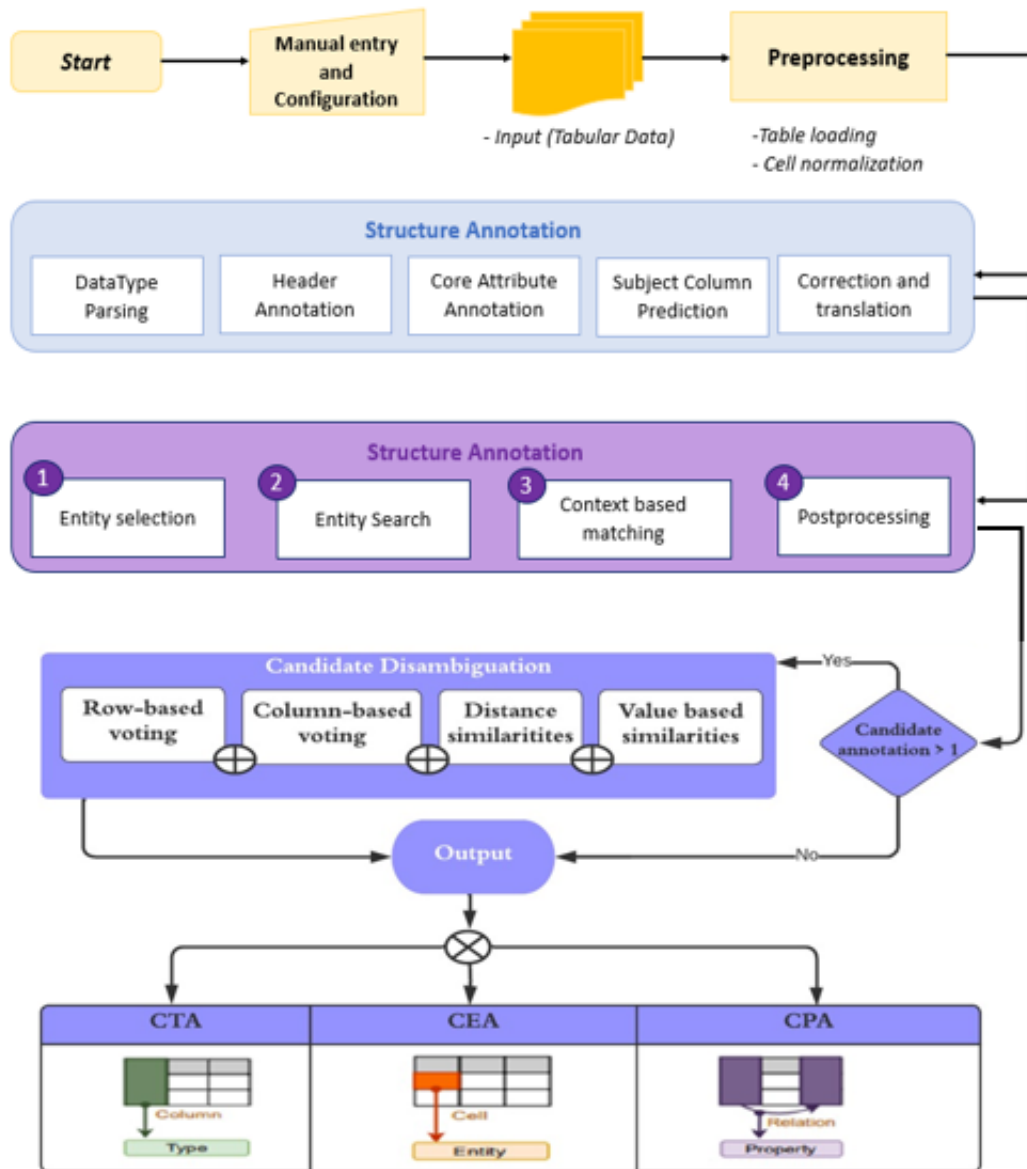 Start
Manual entry
and
Configuration
Preprocessing
- Input (Tabular Data)
-Table loading
- Cell normalization
Structure Annotation
DataType
Parsing
Header
Annotation
Core Attribute
Annotation
Subject Column
Prediction
Correction and
translation
Structure Annotation
1
Entity selection
2
Entity Search
3
Context based
matching
4
Postprocessing
Candidate Disambiguation
Row-based
voting
Column-based
voting
Distance
similaritites
Value based
similarities
Yes
Candidate
annotation > 1
No
Output
CTA
CEA
CPA
Column
Type
Cell
Entity
Relation
Property